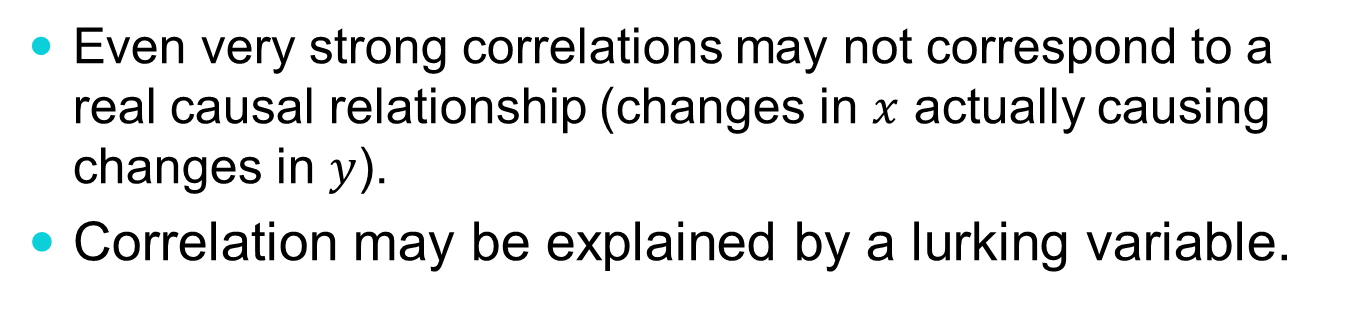 • Even very strong correlations may not correspond to a
real causal relationship (changes in x actually causing
changes in y).
• Correlation may be explained by a lurking variable.